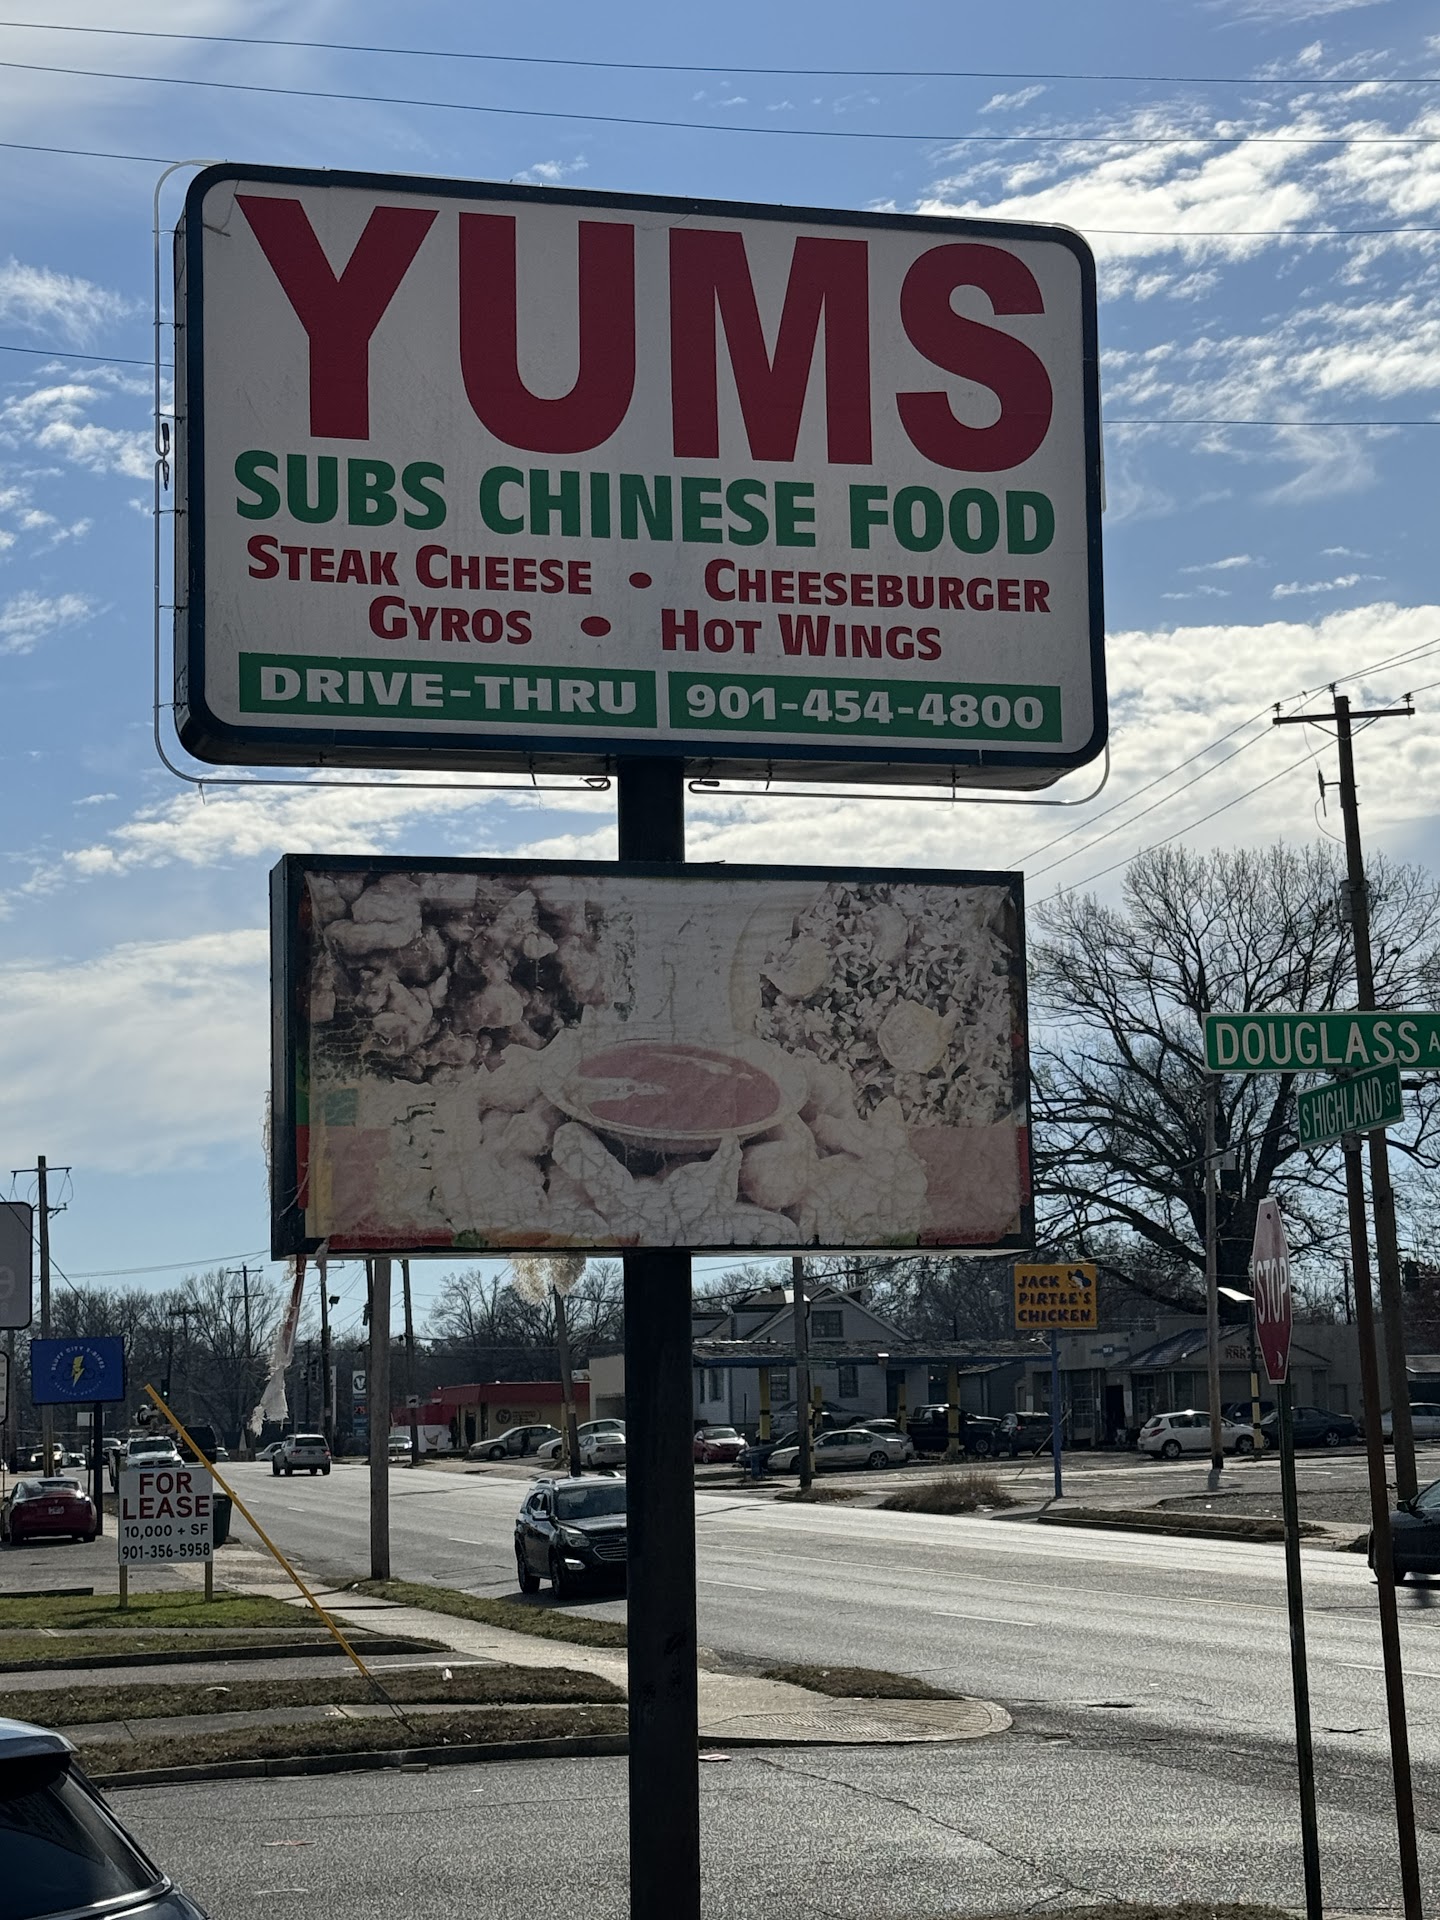 YUMS
SUBS CHINESE FOOD
STEAK CHEESE • CHEESEBURGER
GYROS • HOT WINGS
DRIVE-THRU 901-454-4800
DOUGLASS A
S HIGHLAND ST
STOP
JACK
PIRTLE'S
CHICKEN
FOR
LEASE
10,000 + SF
901-356-5958